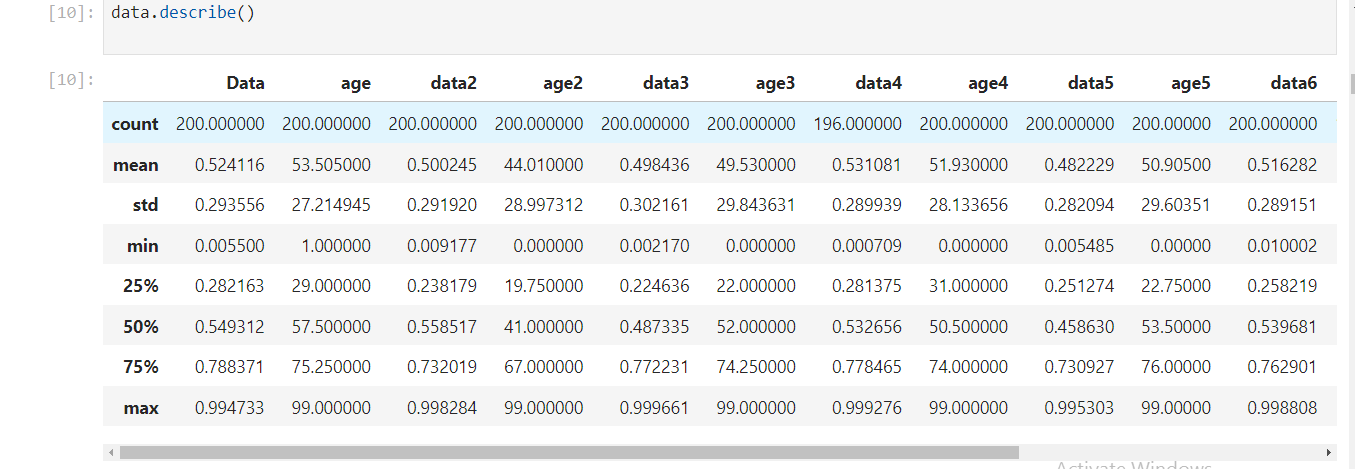 [10]: data.describe()
[10]:
Data age data2 age2 data3 age3 data4 age4 data5 age5 data6
count 200.000000 200.000000 200.000000 200.000000 200.000000 200.000000 196.000000 200.000000 200.000000 200.00000 200.000000
mean 0.524116 53.505000 0.500245 44.010000 0.498436 49.530000 0.531081 51.930000 0.482229 50.90500 0.516282
std 0.293556 27.214945 0.291920 28.997312 0.302161 29.843631 0.289939 28.133656 0.282094 29.60351 0.289151
min 0.005500 1.000000 0.009177 0.000000 0.002170 0.000000 0.000709 0.000000 0.005485 0.00000 0.010002
25% 0.282163 29.000000 0.238179 19.750000 0.224636 22.000000 0.281375 31.000000 0.251274 22.75000 0.258219
50% 0.549312 57.500000 0.558517 41.000000 0.487335 52.000000 0.532656 50.500000 0.458630 53.50000 0.539681
75% 0.788371 75.250000 0.732019 67.000000 0.772231 74.250000 0.778465 74.000000 0.730927 76.00000 0.762901
max 0.994733 99.000000 0.998284 99.000000 0.999661 99.000000 0.999276 99.000000 0.995303 99.00000 0.998808
Activate Windows